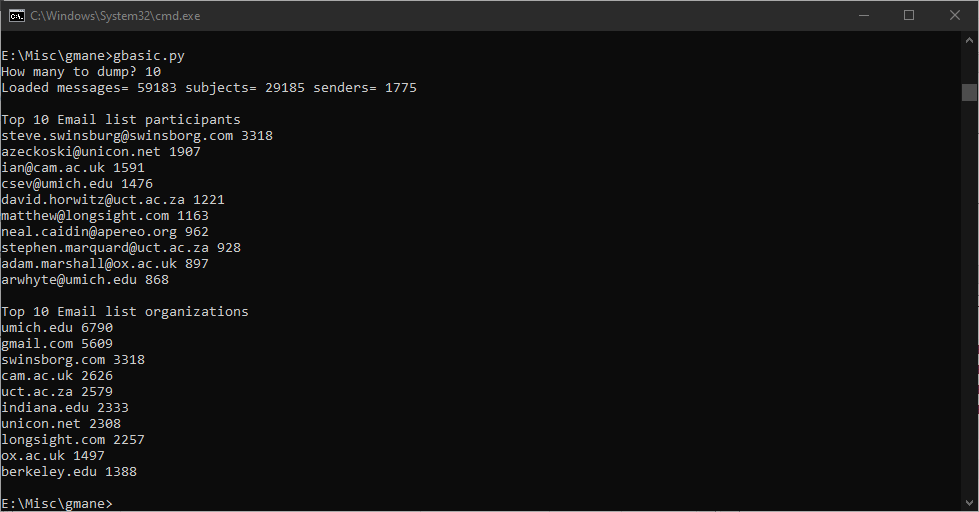 C:\Windows\System32\cmd.exe
E:\Misc\gmane>gbasic.py
How many to dump? 10
Loaded messages= 59183 subjects= 29185 senders= 1775
Top 10 Email list participants
steve.swinsburg@swinsborg.com 3318
azeckoski@unicon.net 1907
ian@cam.ac.uk 1591
csev@umich.edu 1476
david.horwitz@uct.ac.za 1221
matthew@longsight.com 1163
neal.caidin@apereo.org 962
stephen.marquard@uct.ac.za 928
adam.marshall@ox.ac.uk 897
arwhyte@umich.edu 868
Top 10 Email list organizations
umich.edu 6790
gmail.com 5609
swinsborg.com 3318
cam.ac.uk 2626
uct.ac.za 2579
indiana.edu 2333
unicon.net 2308
longsight.com 2257
ox.ac.uk 1497
berkeley.edu 1388
E:\Misc\gmane>